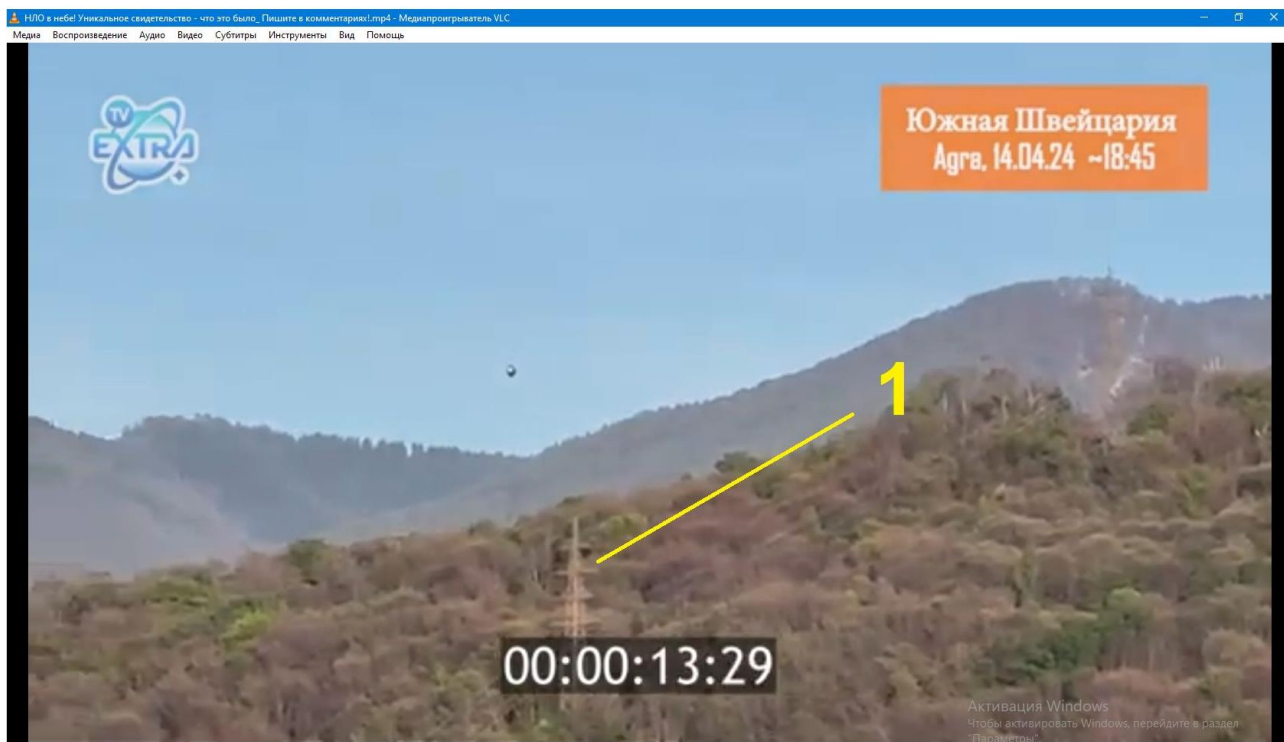 НЛО в небе! Уникальное свидетельство - что это было_ Пишите в комментариях!.mp4 - Медиапроигрыватель VLC
Медиа Воспроизведение Аудио Видео Субтитры Инструменты Вид Помощь
TV
EXTRA
Южная Швейцария
Agra, 14.04.24 ~18:45
1
00:00:13:29
Активация Windows
Чтобы активировать Windows, перейдите в раздел
"Параметры".